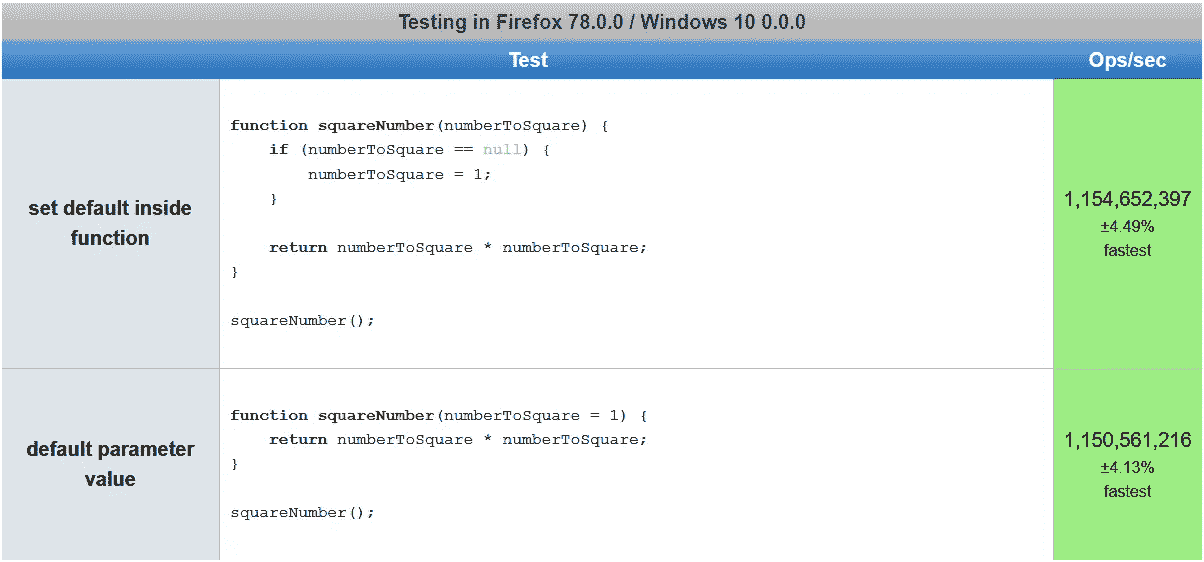 Testing in Firefox 78.0.0 / Windows 10 0.0.0
Test
Ops/sec
set default inside
function
function squareNumber(numberToSquare) {
    if (numberToSquare == null) {
        numberToSquare = 1;
    }
    return numberToSquare * numberToSquare;
}
squareNumber();
1,154,652,397
±4.49%
fastest
default parameter
value
function squareNumber(numberToSquare = 1) {
    return numberToSquare * numberToSquare;
}
squareNumber();
1,150,561,216
±4.13%
fastest